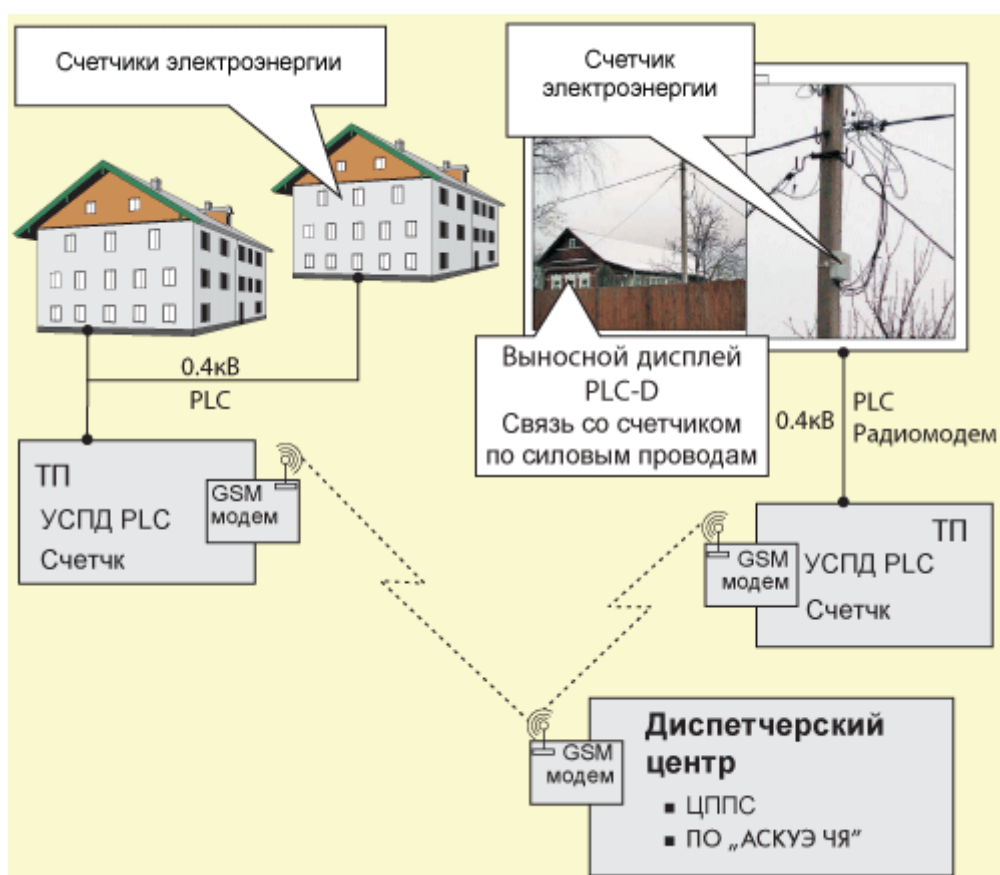 Счетчики электроэнергии
Счетчик
электроэнергии
Выносной дисплей
PLC-D
Связь со счетчиком
по силовым проводам
0.4кВ
PLC
0.4кВ
PLC
Радиомодем
ТП
УСПД PLC
Счетчк
GSM
модем
GSM
модем
ТП
УСПД PLC
Счетчк
GSM
модем
Диспетчерский
центр
▪ ЦППС
▪ ПО „АСКУЭ ЧЯ"